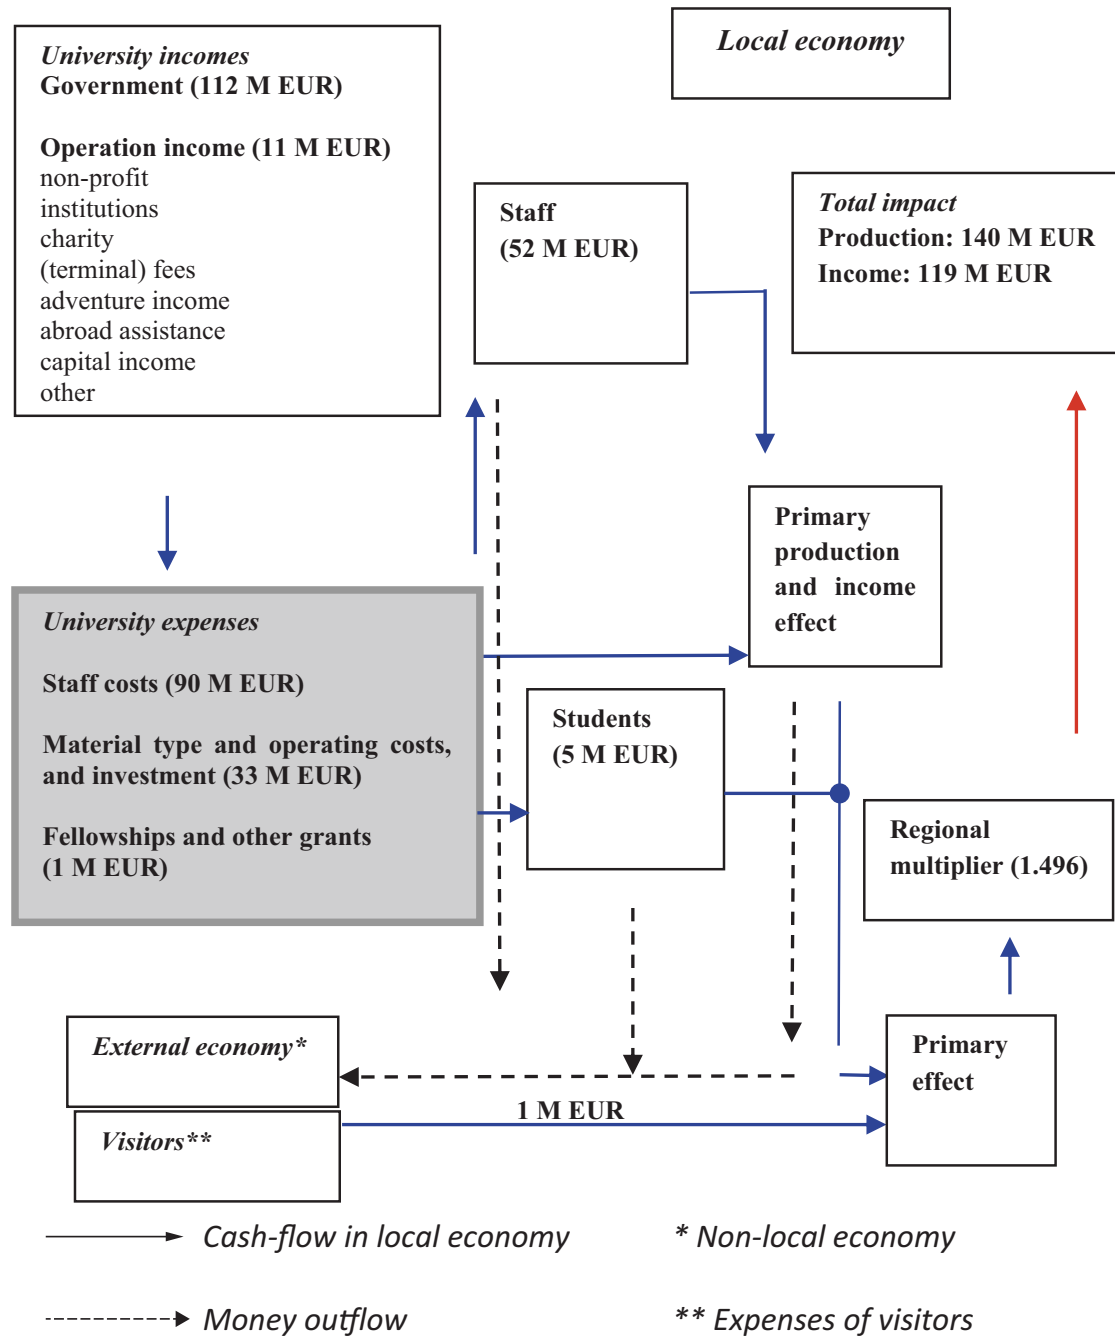 University incomes
Government (112 M EUR)
Operation income (11 M EUR)
non-profit
institutions
charity
(terminal) fees
adventure income
abroad assistance
capital income
other
Local economy
Staff
(52 M EUR)
Total impact
Production: 140 M EUR
Income: 119 M EUR
Primary
production
and income
effect
University expenses
Staff costs (90 M EUR)
Material type and operating costs,
and investment (33 M EUR)
Fellowships and other grants
(1 M EUR)
Students
(5 M EUR)
Regional
multiplier (1.496)
External economy*
Primary
effect
1 M EUR
Visitors**
Cash-flow in local economy
* Non-local economy
Money outflow
** Expenses of visitors